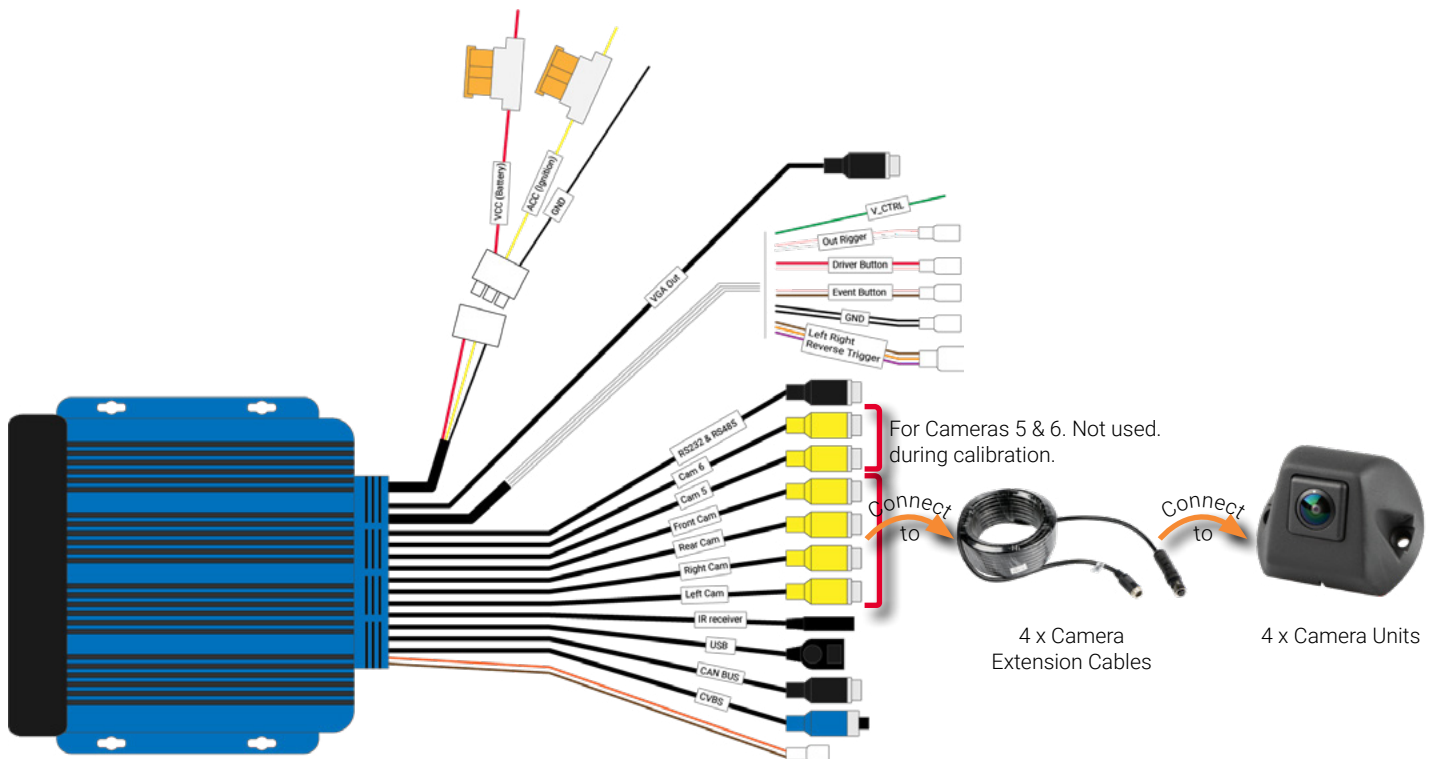 VCC (Battery)
ACC (Ignition)
GND
VGA Out
V_CTRL
Out Rigger
Driver Button
Event Button
GND
Left Right
Reverse Trigger
RS232 & RS485
Cam 6
Cam 5
Front Cam
Rear Cam
Right Cam
Left Cam
IR receiver
USB
CAN BUS
CVBS
For Cameras 5 & 6. Not used.
during calibration.
Connect
to
Connect
to
4 x Camera
Extension Cables
4 x Camera Units